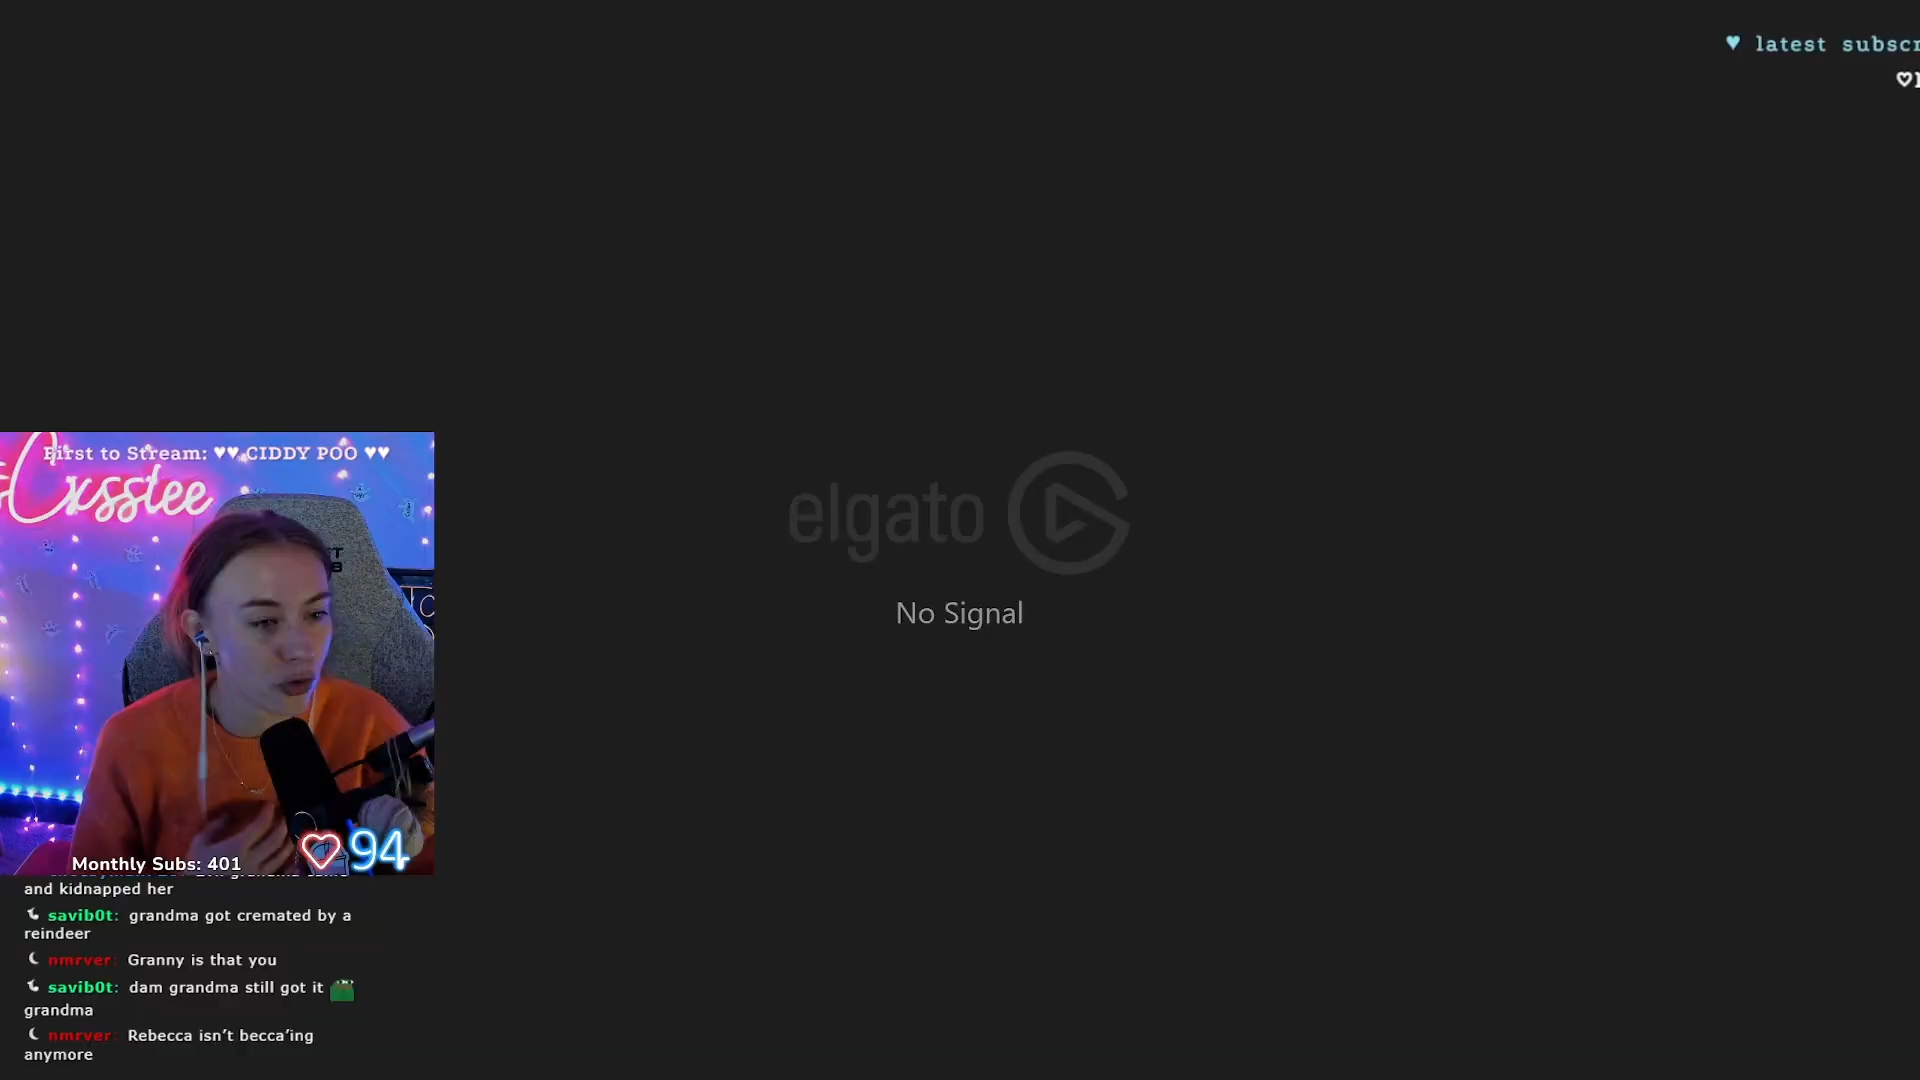 ♥ latest subscr
♡
First to Stream: ♥♥ CIDDY POO ♥♥
Cxsslee
elgato
No Signal
94
Monthly Subs: 401
and kidnapped her
savib0t: grandma got cremated by a
reindeer
nmrver: Granny is that you
savib0t: dam grandma still got it
grandma
nmrver: Rebecca isn’t becca’ing
anymore